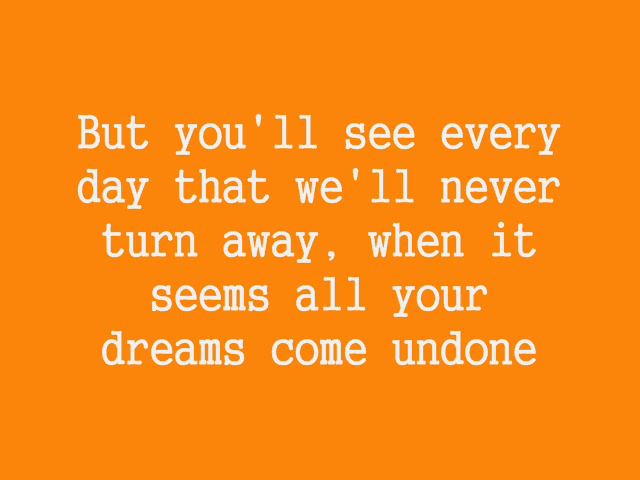 But you'll see every
day that we'll never
turn away, when it
seems all your
dreams come undone